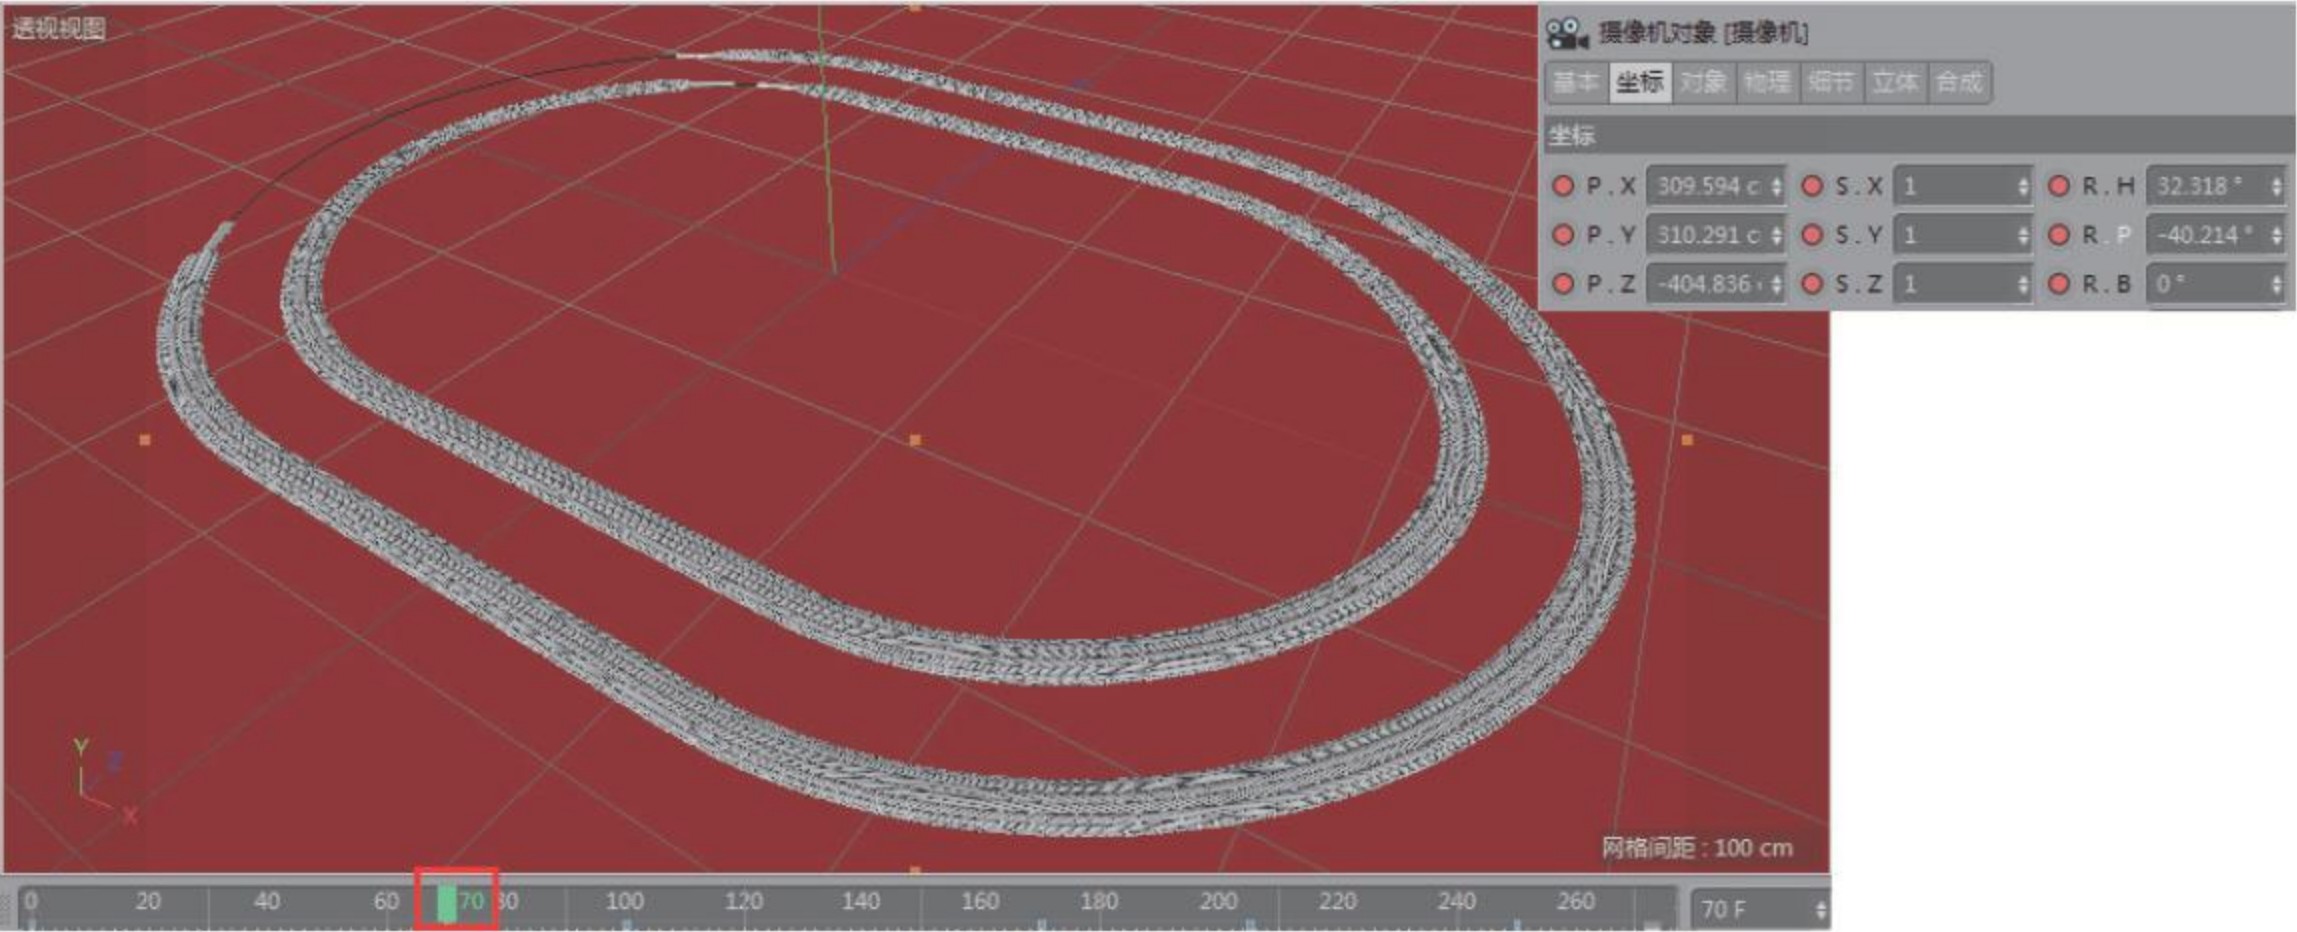 透视视图
摄像机对象 [摄像机]
基本 坐标 对象 物理 细节 立体 合成
坐标
P . X 309.594 c S . X 1 R . H 32.318 °
P . Y 310.291 c S . Y 1 R . P -40.214 °
P . Z -404.836 S . Z 1 R . B 0 °
Y
Z
X
网格间距 : 100 cm
0 20 40 60 70 80 100 120 140 160 180 200 220 240 260 70 F